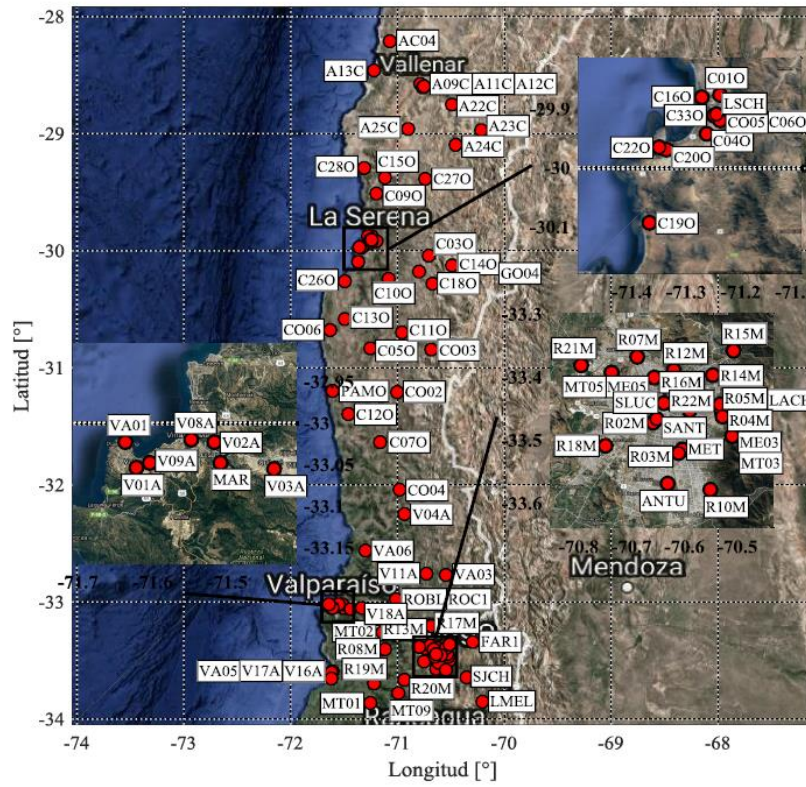 -28
AC04
Vallenar
A13C
A09C A11C A12C
A22C
-29.9
C01O
C16O
LSCH
C33O
CO05 C06O
C04O
C22O
C20O
-29
A25C
A23C
A24C
C28O
C15O
C27O
C09O
-30
La Serena
-30.1
C19O
-30
C03O
C14O
GO04
C26O
C10O
C18O
-71.4
-71.3
-71.2
-71.1
-33.3
C13O
CO06
C11O
C05O
CO03
-31
R07M
R12M
R15M
R21M
MT05
ME05
R16M
R14M
-32.95
PAMO
CO02
-33.4
SLUC
R22M
R05M
LACH
C12O
R02M
SANT
R04M
VA01
V08A
V02A
-33
C07O
-33.5
R18M
R03M
MET
ME03
MT03
V01A
V09A
MAR
V03A
-33.05
-32
CO04
-33.6
ANTU
R10M
-33.1
V04A
-33.15
VA06
-70.8
-70.7
-70.6
-70.5
-71.7
-71.6
-71.5
V11A
VA03
Mendoza
Valparaíso
-33
ROBL
ROC1
V18A
MT02
R13M
R17M
R08M
FAR1
VA05 V17A V16A
R19M
SJCH
R20M
LMEL
MT01
MT09
-34
-74
-73
-72
-71
-70
-69
-68
Latitud [°]
Longitud [°]